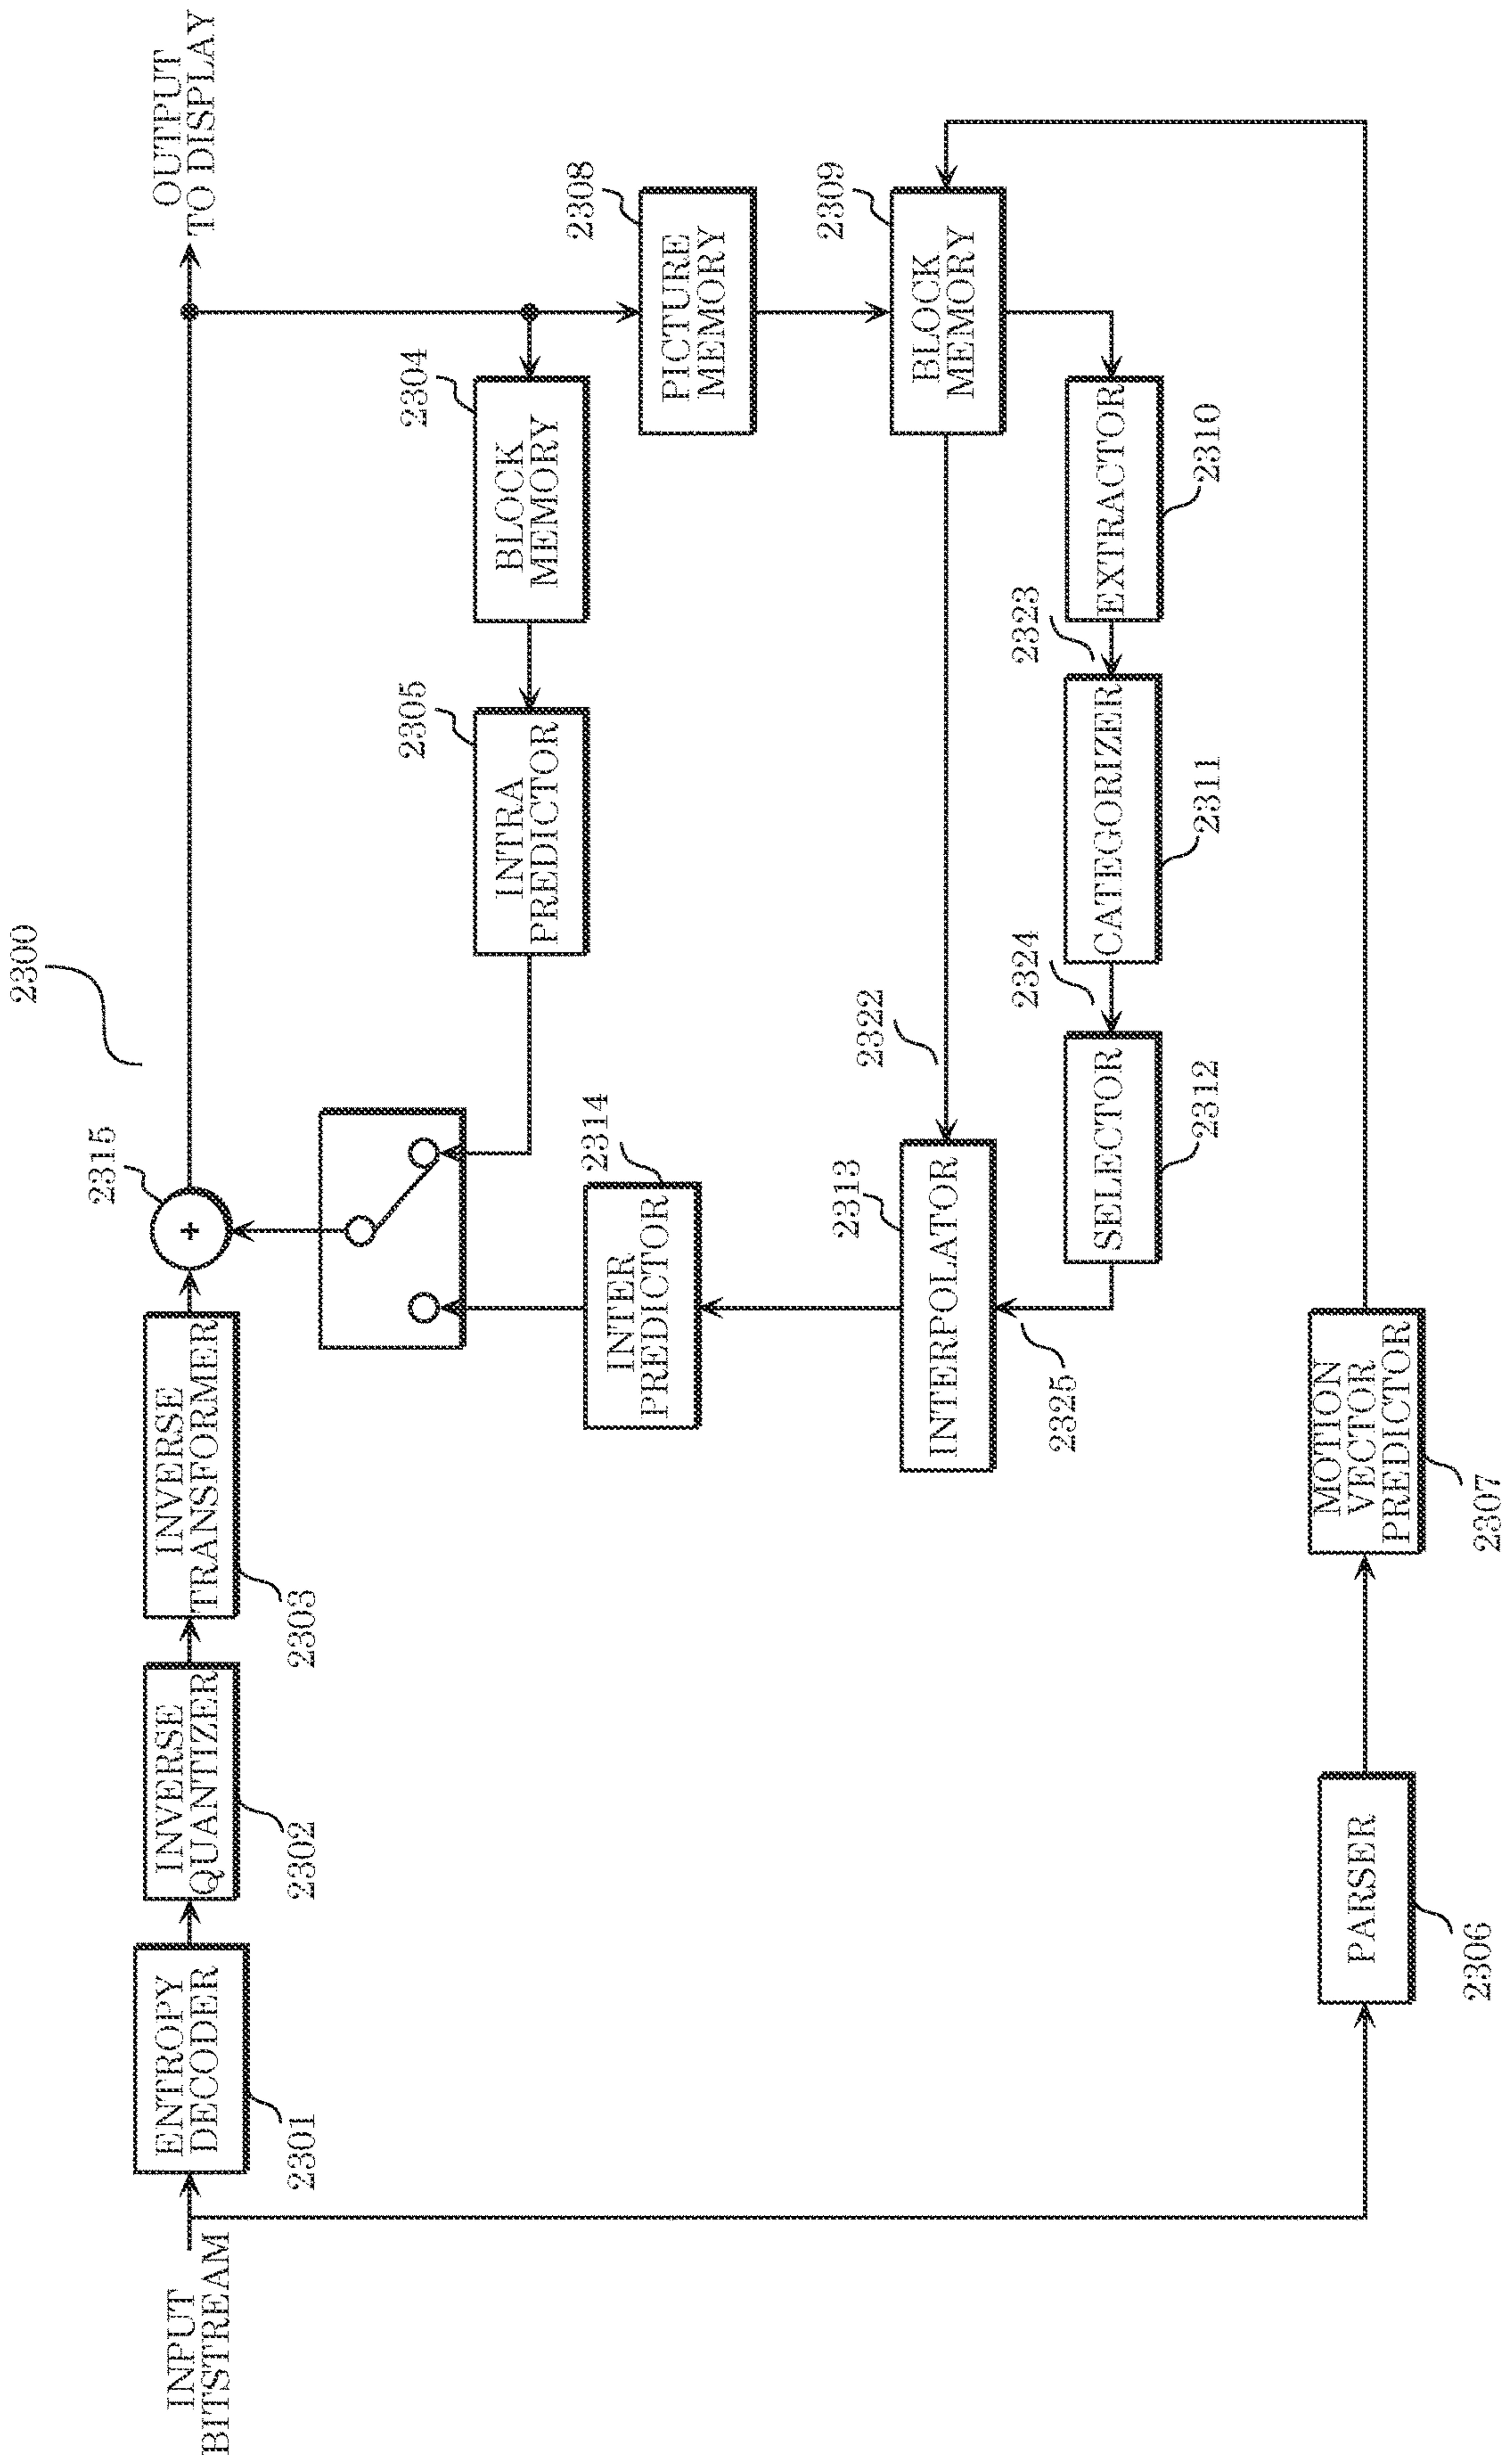 2300
INPUT
BITSTREAM
ENTROPY
DECODER
2301
INVERSE
QUANTIZER
2302
INVERSE
TRANSFORMER
2303
2315
+
OUTPUT
TO DISPLAY
2304
BLOCK
MEMORY
2305
INTRA
PREDICTOR
2308
PICTURE
MEMORY
2314
INTER
PREDICTOR
2309
BLOCK
MEMORY
2322
2313
INTERPOLATOR
2323
EXTRACTOR
2310
CATEGORIZER
2311
2324
SELECTOR
2312
2325
PARSER
2306
MOTION
VECTOR
PREDICTOR
2307